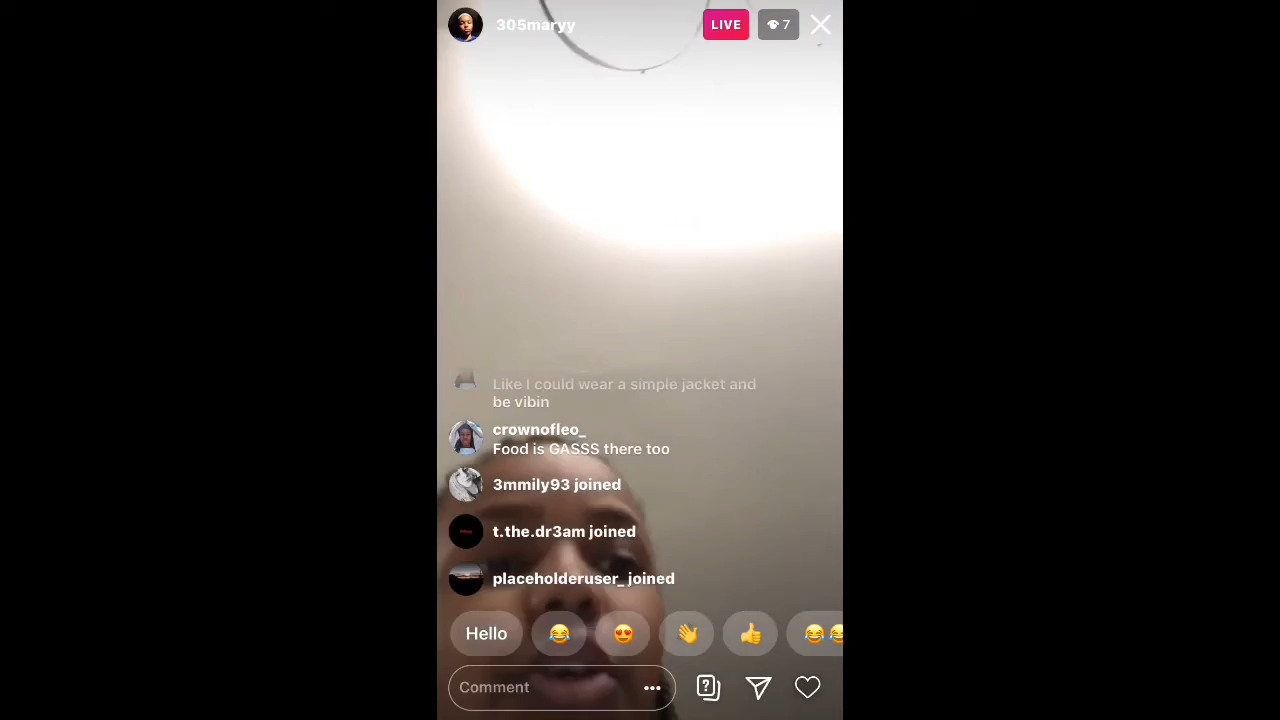 305maryy
LIVE
7
Like I could wear a simple jacket and
be vibin
crownofleo_
Food is GASSS there too
3mmily93 joined
t.the.dr3am joined
placeholderuser_ joined
Hello
Comment